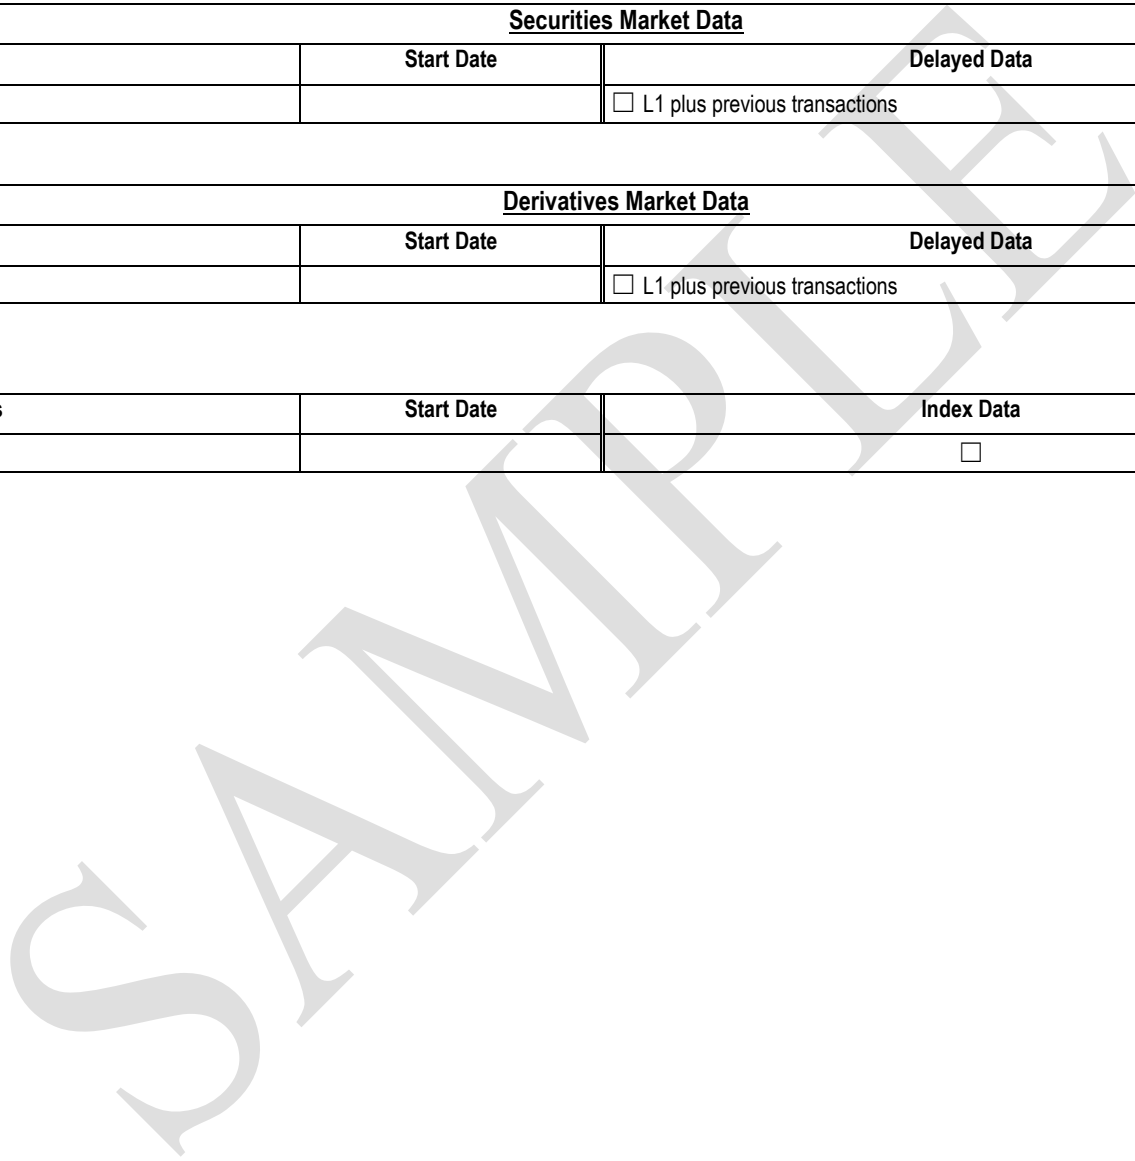 Securities Market Data
Start Date Delayed Data
☐ L1 plus previous transactions
Derivatives Market Data
Start Date Delayed Data
☐ L1 plus previous transactions
s Start Date Index Data
☐
SAMPLE